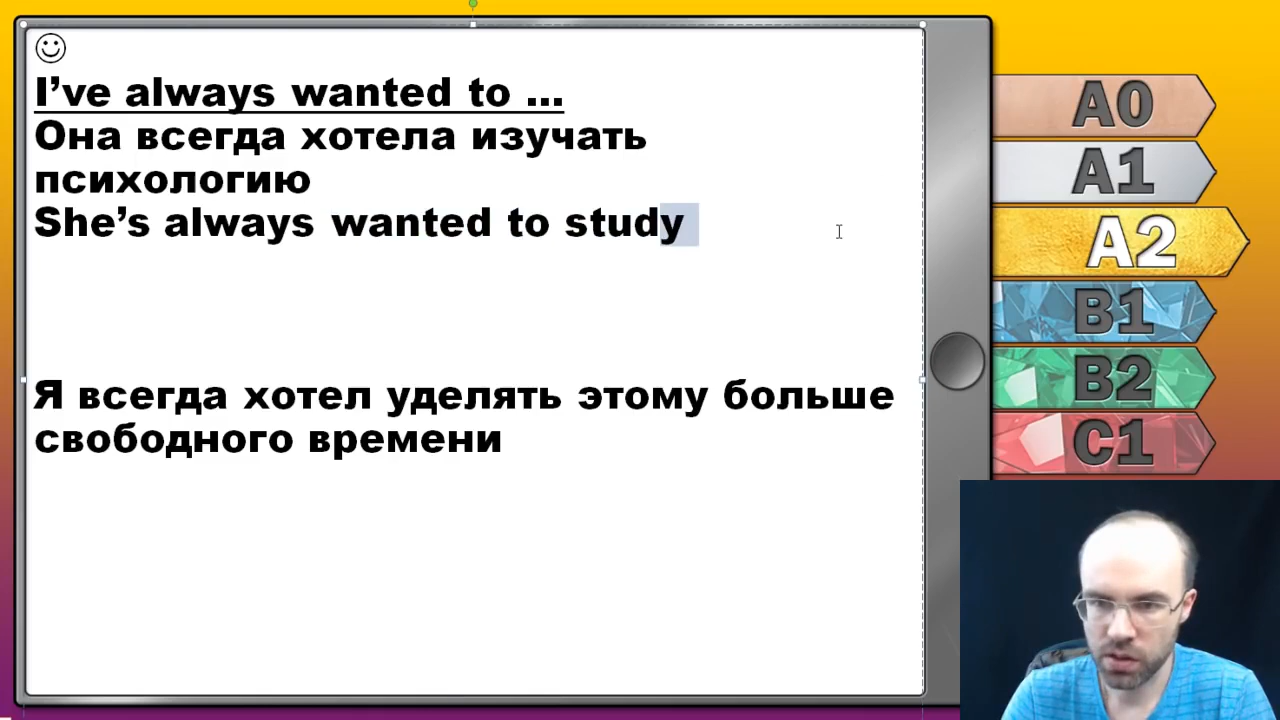 I’ve always wanted to ...
Она всегда хотела изучать
психологию
She’s always wanted to study
Я всегда хотел уделять этому больше
свободного времени
A0
A1
A2
B1
B2
C1